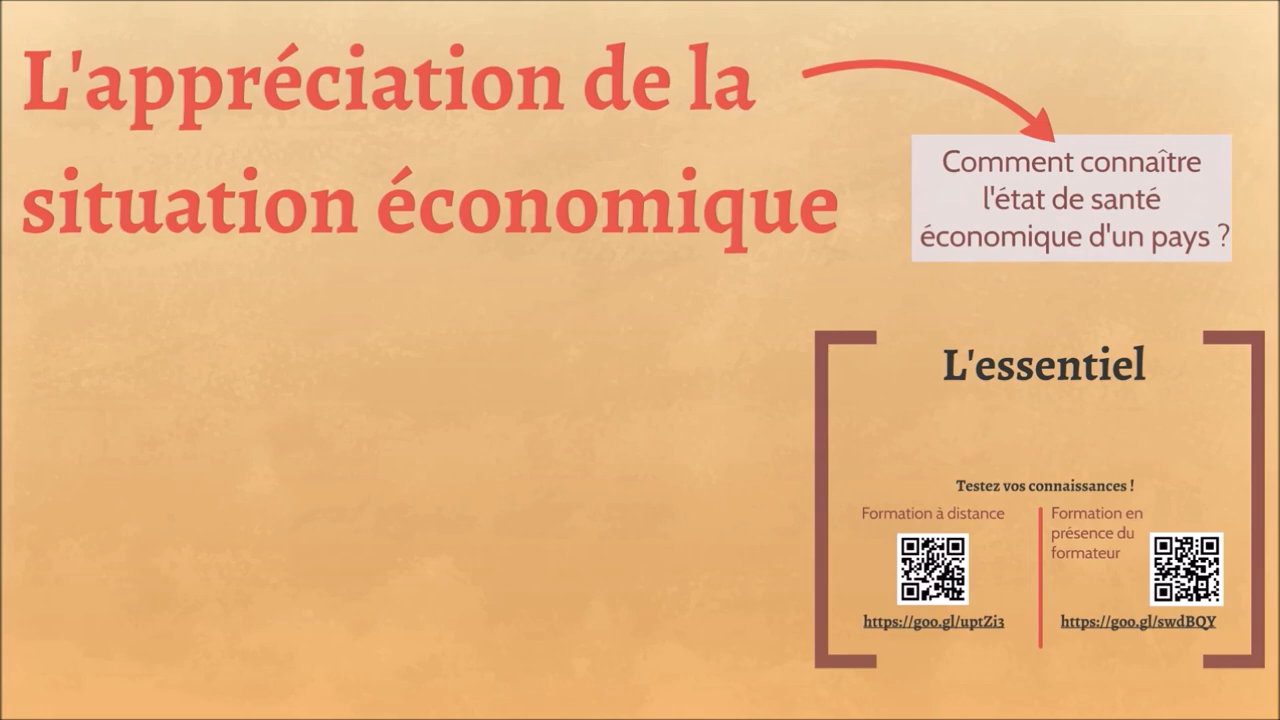 L'appréciation de la
situation économique
Comment connaître
l'état de santé
économique d'un pays ?
L'essentiel
Testez vos connaissances !
Formation à distance
https://goo.gl/uptZi3
Formation en
présence du
formateur
https://goo.gl/swdBQY